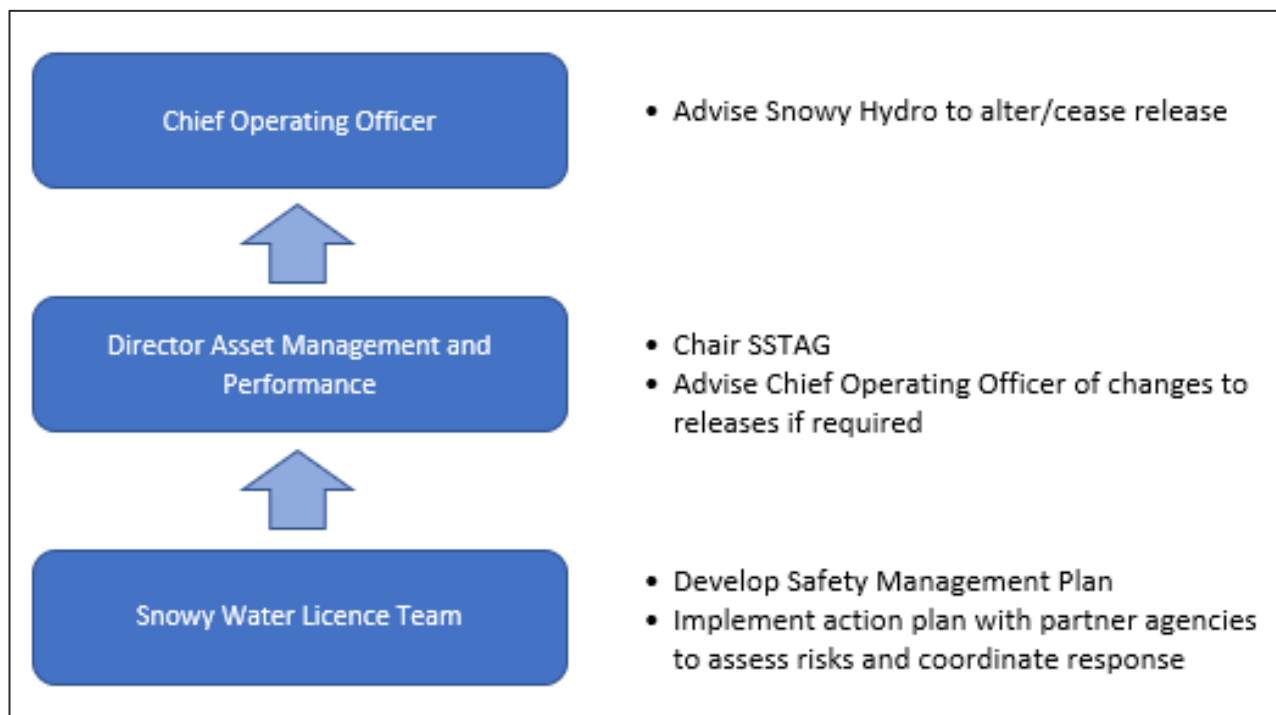 Chief Operating Officer
• Advise Snowy Hydro to alter/cease release
Director Asset Management and
Performance
• Chair SSTAG
• Advise Chief Operating Officer of changes to
releases if required
Snowy Water Licence Team
• Develop Safety Management Plan
• Implement action plan with partner agencies
to assess risks and coordinate response